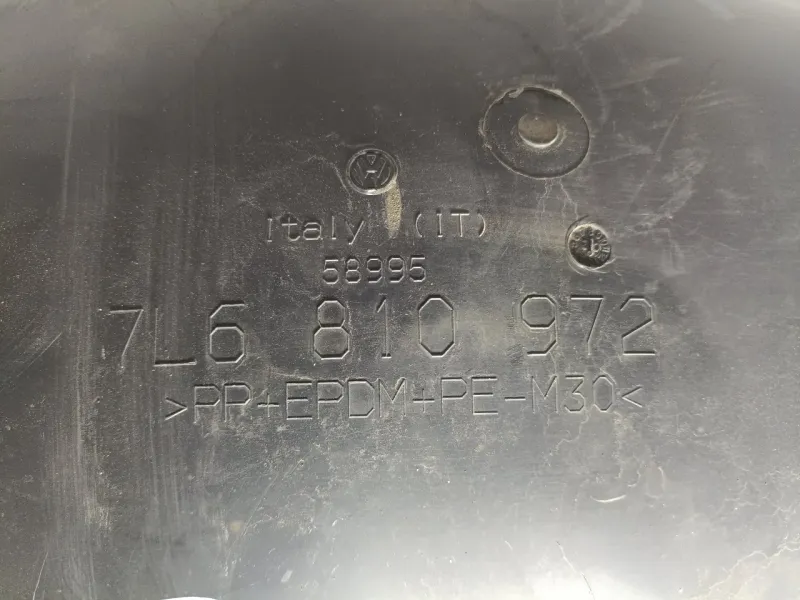 Italy (IT)
58995
7L6 810 972
>PP+EPDM+PE-M30<